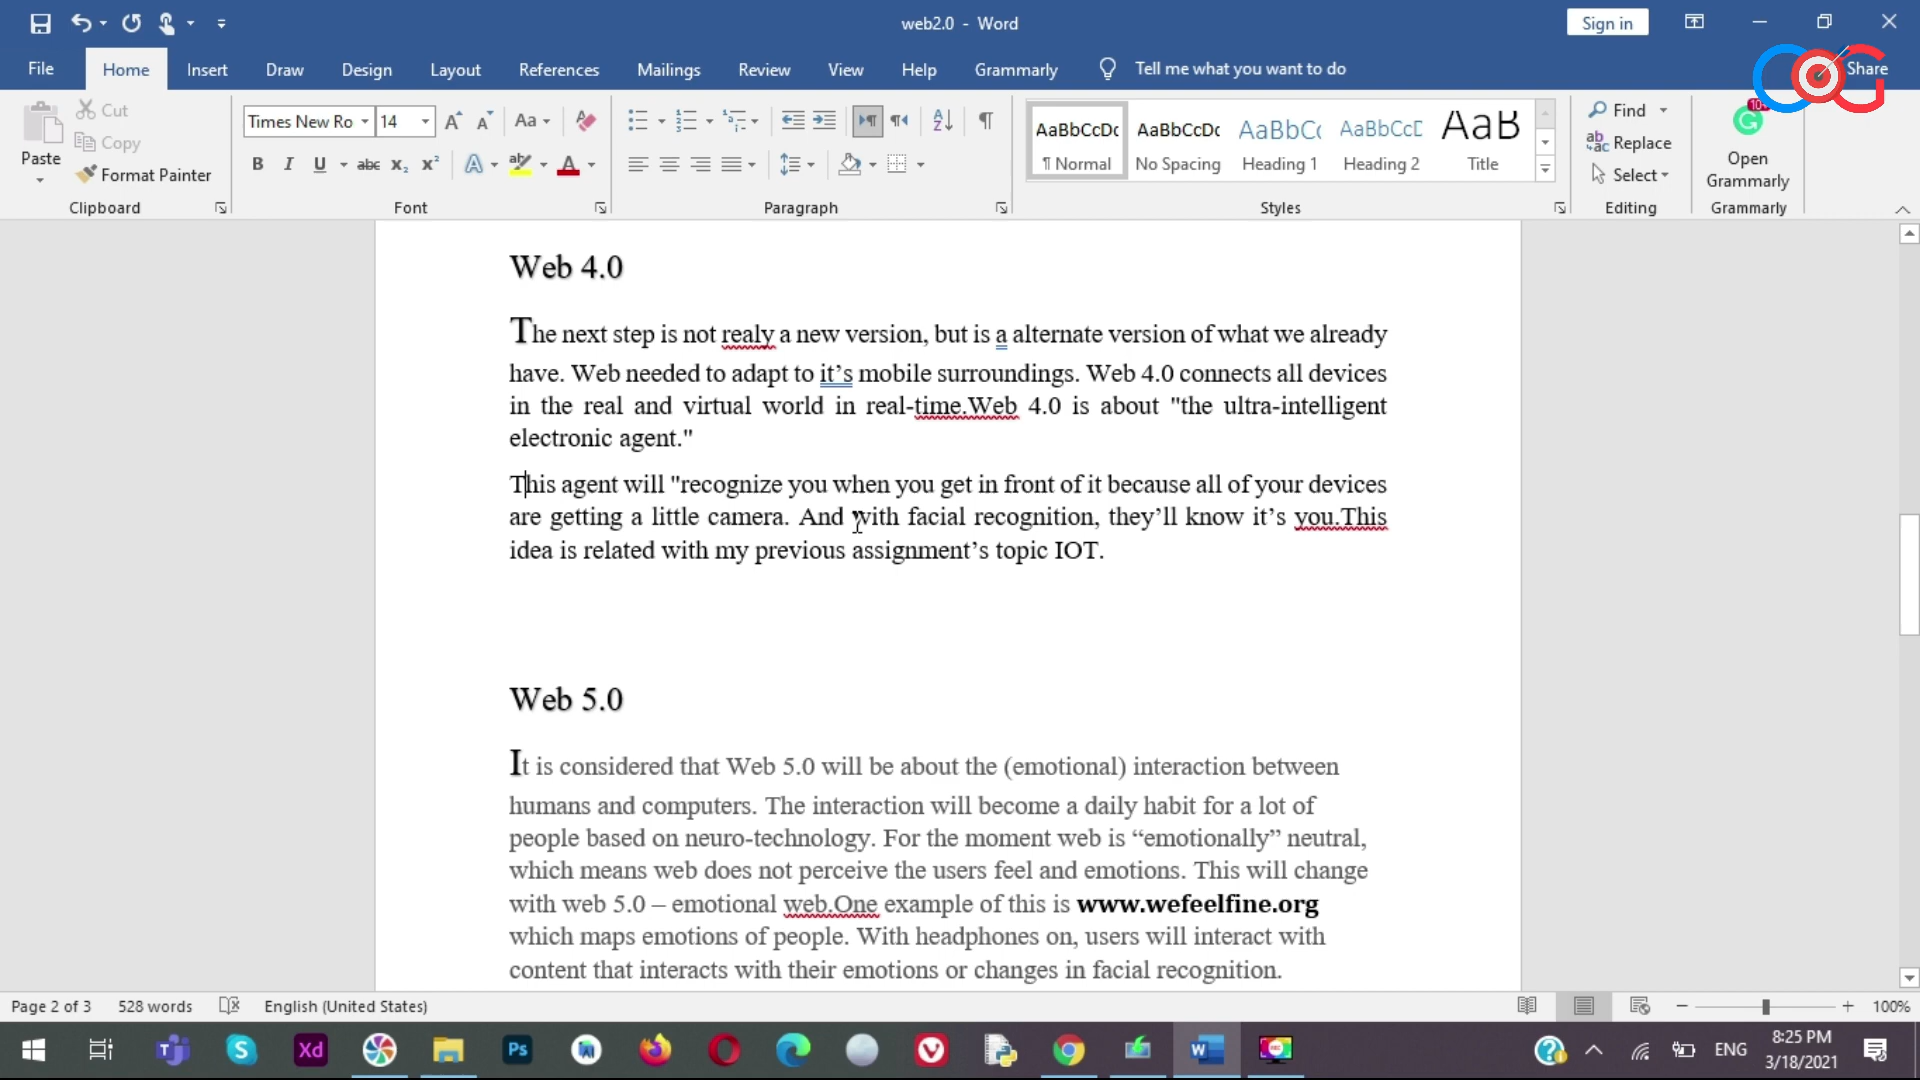 web2.0 - Word
Sign in
File Home Insert Draw Design Layout References Mailings Review View Help Grammarly Tell me what you want to do Share
Paste
Cut
Copy
Format Painter
Clipboard
Times New Ro 14
Aa
B I U abc x₂ x² A ab A
Font
Paragraph
AaBbCcDc AaBbCcDc AaBbC AaBbCcD AaB
¶ Normal No Spacing Heading 1 Heading 2 Title
Styles
Find
Replace
Select
Editing
10+
Open
Grammarly
Grammarly
Web 4.0
The next step is not realy a new version, but is a alternate version of what we already
have. Web needed to adapt to it’s mobile surroundings. Web 4.0 connects all devices
in the real and virtual world in real-time.Web 4.0 is about "the ultra-intelligent
electronic agent."
This agent will "recognize you when you get in front of it because all of your devices
are getting a little camera. And with facial recognition, they’ll know it’s you.This
idea is related with my previous assignment’s topic IOT.
Web 5.0
It is considered that Web 5.0 will be about the (emotional) interaction between
humans and computers. The interaction will become a daily habit for a lot of
people based on neuro-technology. For the moment web is “emotionally” neutral,
which means web does not perceive the users feel and emotions. This will change
with web 5.0 – emotional web.One example of this is www.wefeelfine.org
which maps emotions of people. With headphones on, users will interact with
content that interacts with their emotions or changes in facial recognition.
Page 2 of 3 528 words English (United States) 100%
Xd Ps ENG
8:25 PM
3/18/2021